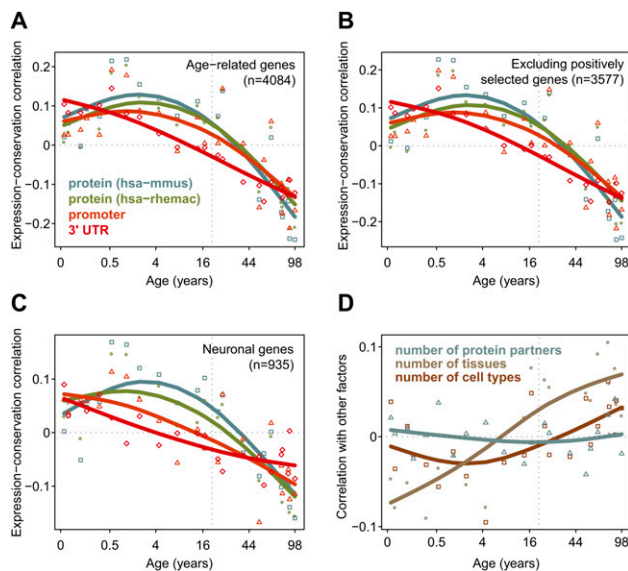 A
Age-related genes
(n=4084)
Expression-conservation correlation
0.2
0.1
0
-0.1
-0.2
protein (hsa-mmus)
protein (hsa-rhemac)
promoter
3' UTR
0 0.5 4 16 44 98
Age (years)
B
Excluding positively
selected genes (n=3577)
Expression-conservation correlation
0.2
0.1
0
-0.1
-0.2
0 0.5 4 16 44 98
Age (years)
C
Neuronal genes
(n=935)
Expression-conservation correlation
0.1
0
-0.1
0 0.5 4 16 44 98
Age (years)
D
number of protein partners
number of tissues
number of cell types
Correlation with other factors
0.1
0
-0.1
0 0.5 4 16 44 98
Age (years)